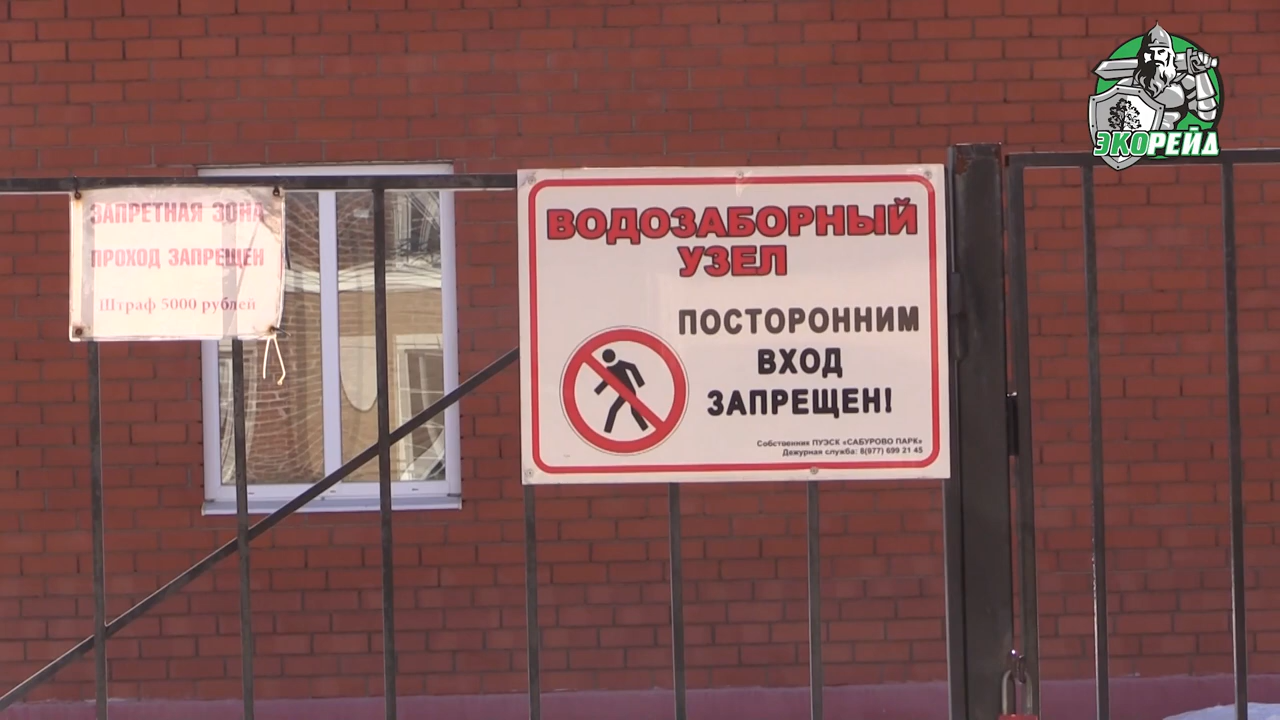 ЭКОРЕЙД
ЗАПРЕТНАЯ ЗОНА
ПРОХОД ЗАПРЕЩЕН
Штраф 5000 рублей
ВОДОЗАБОРНЫЙ
УЗЕЛ
ПОСТОРОННИМ
ВХОД
ЗАПРЕЩЕН!
Собственник ПУЭСК «САБУРОВО ПАРК»
Дежурная служба: 8(977) 699 21 45